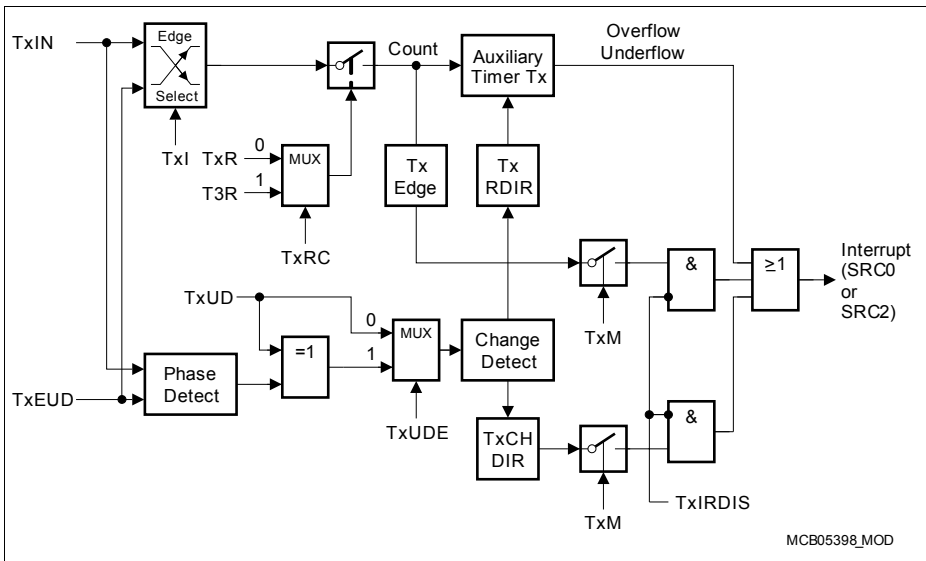 TxIN
Edge
Select
TxI
Count
Auxiliary
Timer Tx
Overflow
Underflow
TxR
0
T3R
1
MUX
TxRC
Tx
Edge
Tx
RDIR
TxUD
0
1
=1
MUX
TxUDE
Phase
Detect
TxEUD
Change
Detect
TxCH
DIR
TxM
TxM
&
&
≥1
Interrupt
(SRC0
or
SRC2)
TxIRDIS
MCB05398_MOD